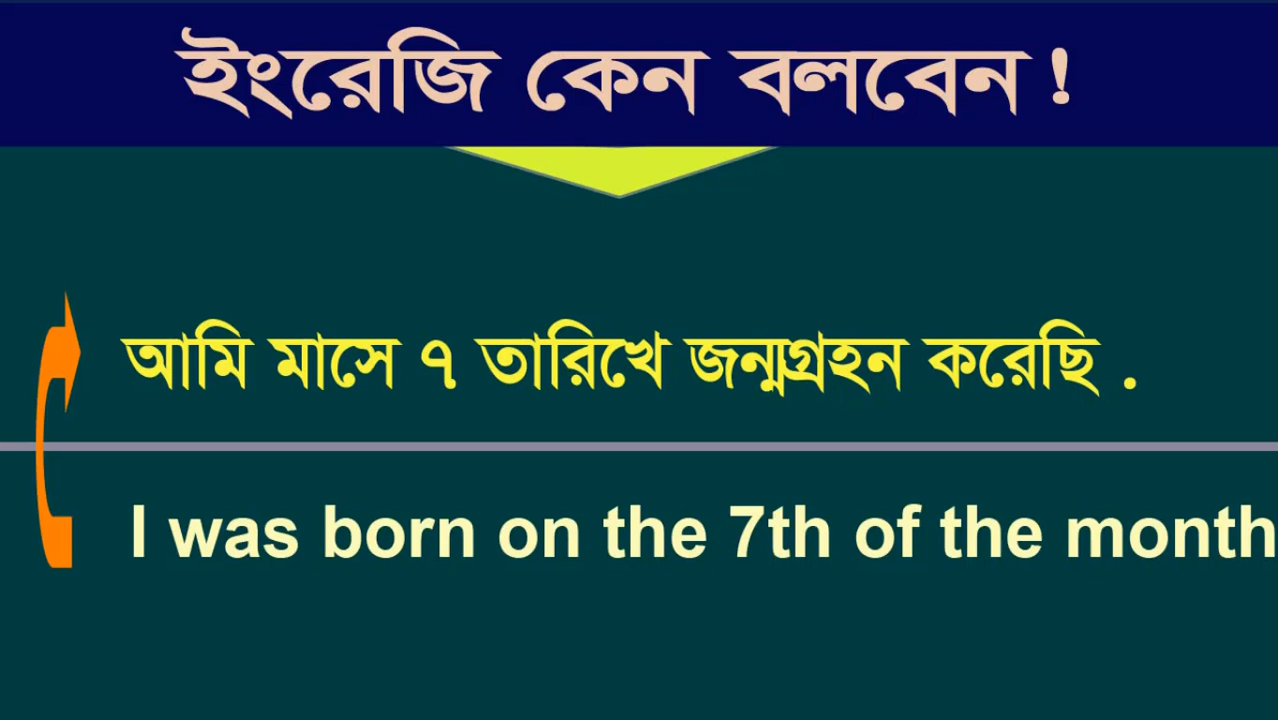 ইংরেজি কেন বলবেন !
আমি মাসে ৭ তারিখে জন্মগ্রহন করেছি .
I was born on the 7th of the month